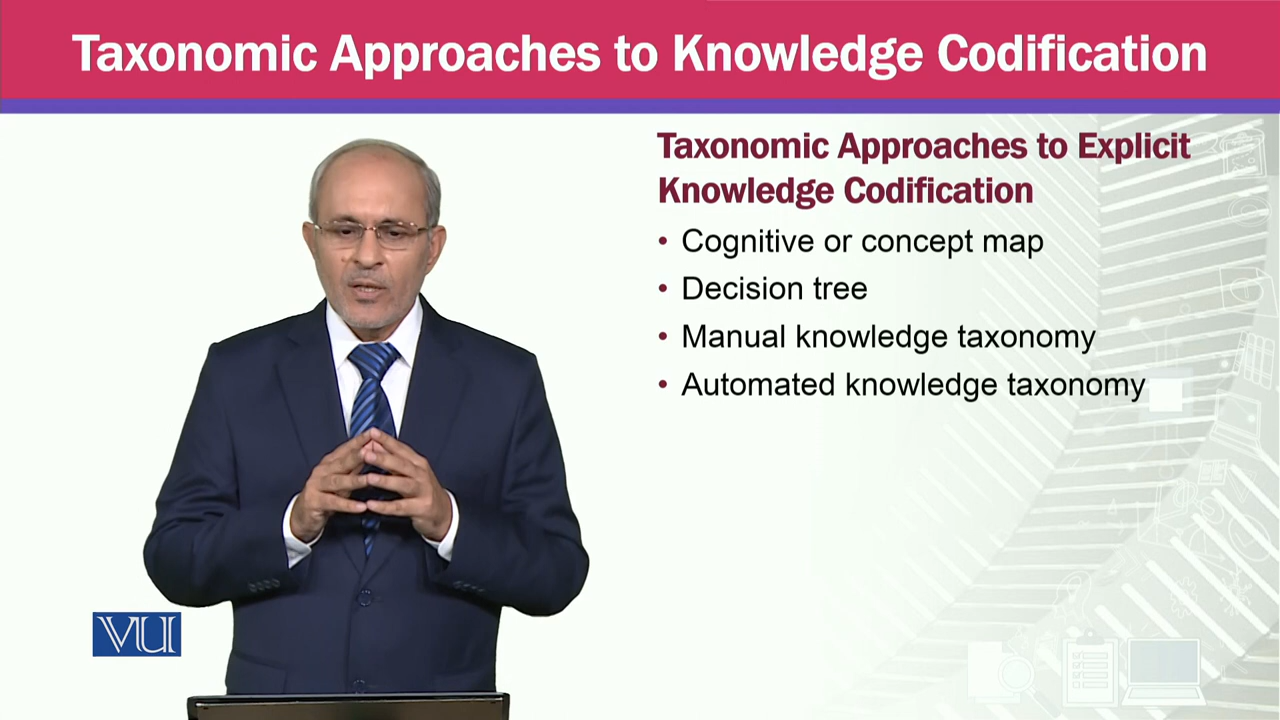 Taxonomic Approaches to Knowledge Codification
Taxonomic Approaches to Explicit
Knowledge Codification
• Cognitive or concept map
• Decision tree
• Manual knowledge taxonomy
• Automated knowledge taxonomy
VU